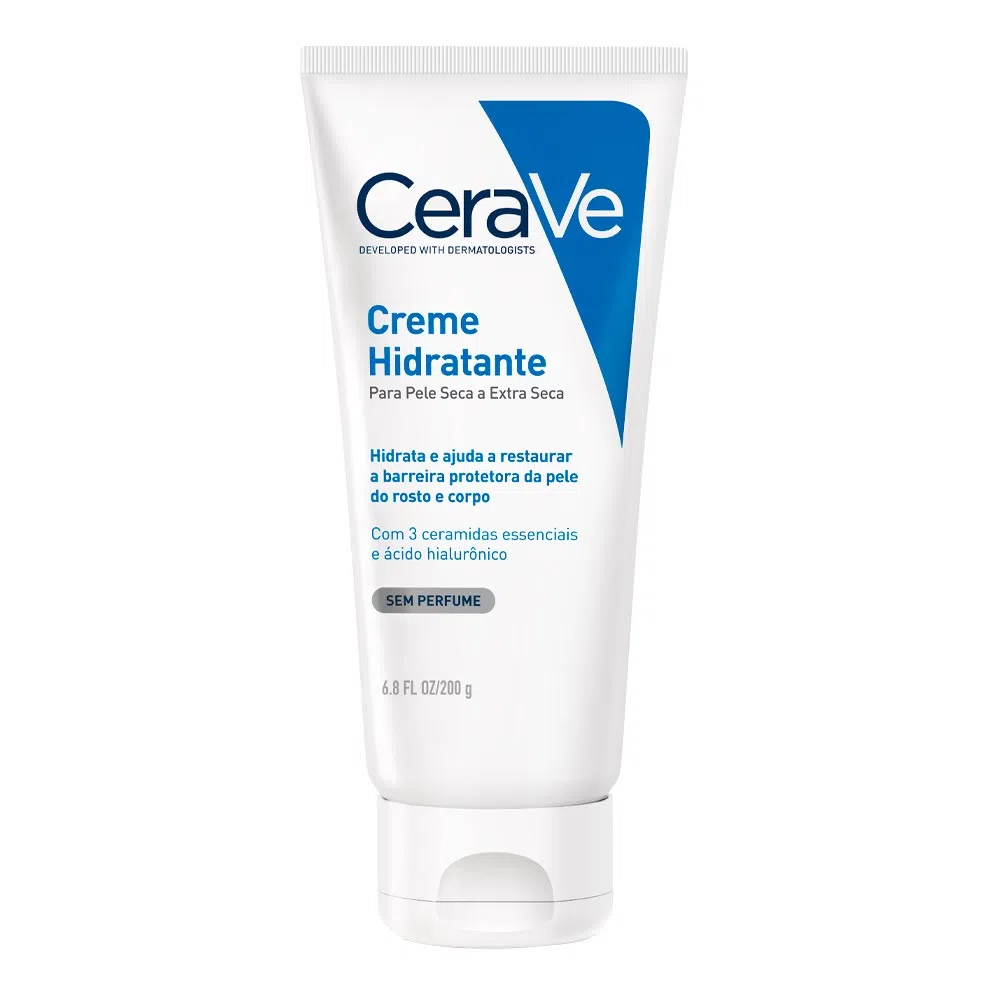 CeraVe
DEVELOPED WITH DERMATOLOGISTS
Creme
Hidratante
Para Pele Seca a Extra Seca
Hidrata e ajuda a restaurar
a barreira protetora da pele
do rosto e corpo
Com 3 ceramidas essenciais
e ácido hialurônico
SEM PERFUME
6.8 FL OZ/200 g